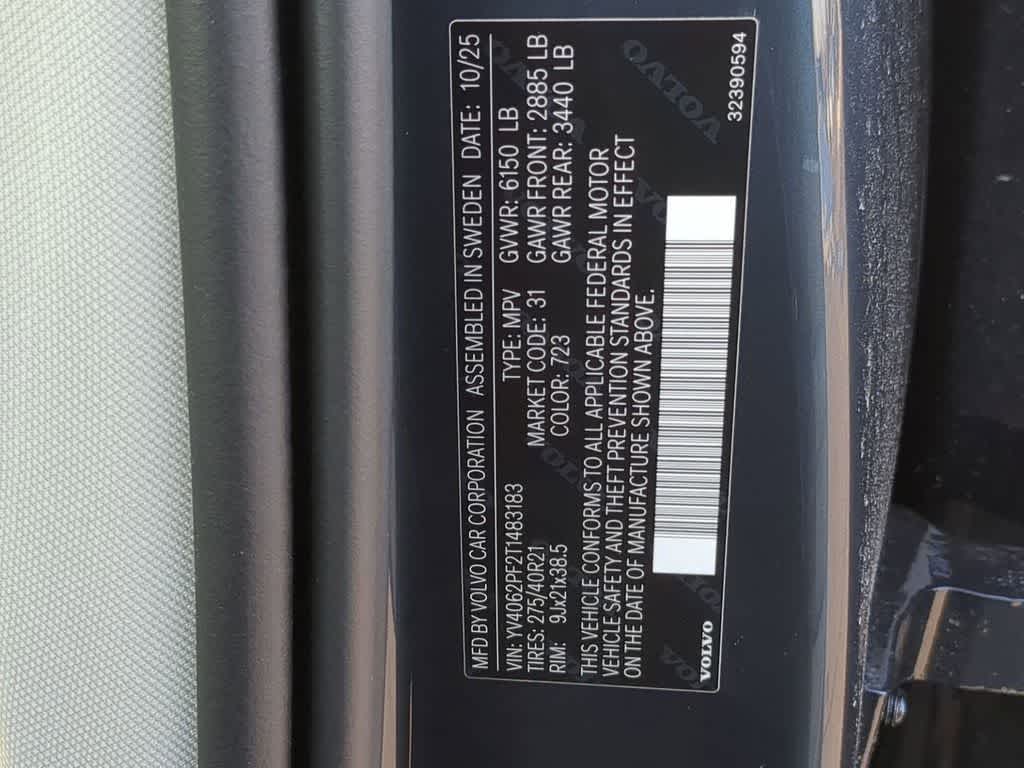 MFD BY VOLVO CAR CORPORATION ASSEMBLED IN SWEDEN DATE: 10/25
VIN: YV4062PF2T1483183 TYPE: MPV GVWR: 6150 LB
TIRES: 275/40R21 MARKET CODE: 31 GAWR FRONT: 2885 LB
RIM: 9Jx21x38.5 COLOR: 723 GAWR REAR: 3440 LB
THIS VEHICLE CONFORMS TO ALL APPLICABLE FEDERAL MOTOR
VEHICLE SAFETY AND THEFT PREVENTION STANDARDS IN EFFECT
ON THE DATE OF MANUFACTURE SHOWN ABOVE.
VOLVO
32390594